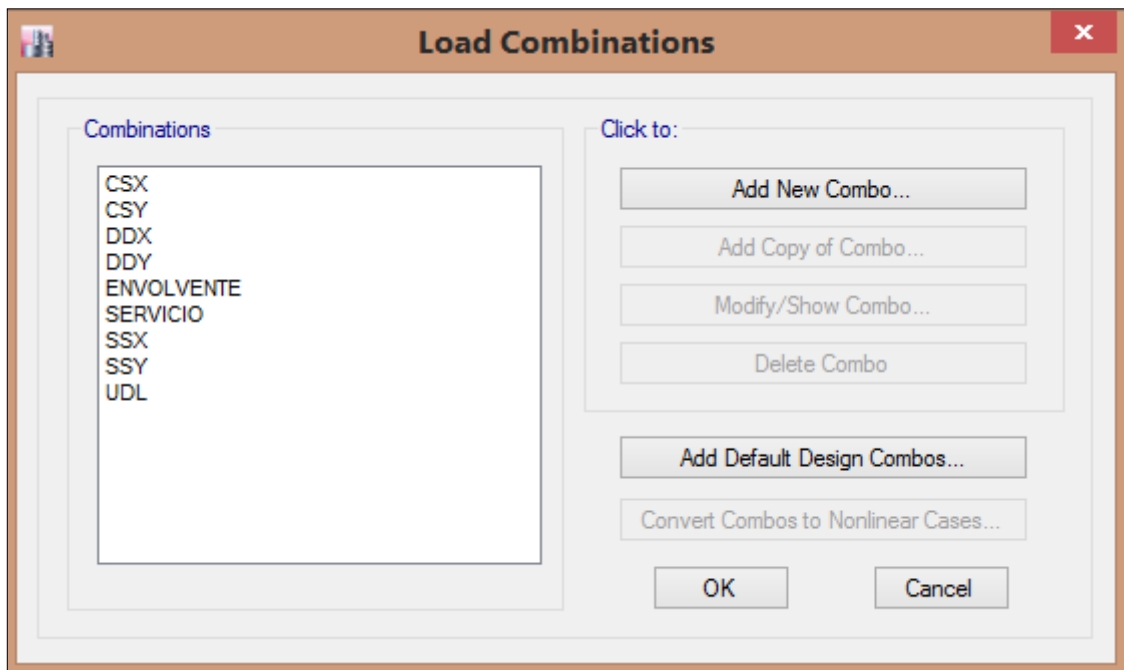 Load Combinations
Combinations
CSX
CSY
DDX
DDY
ENVOLVENTE
SERVICIO
SSX
SSY
UDL
Click to:
Add New Combo...
Add Copy of Combo...
Modify/Show Combo...
Delete Combo
Add Default Design Combos...
Convert Combos to Nonlinear Cases...
OK
Cancel